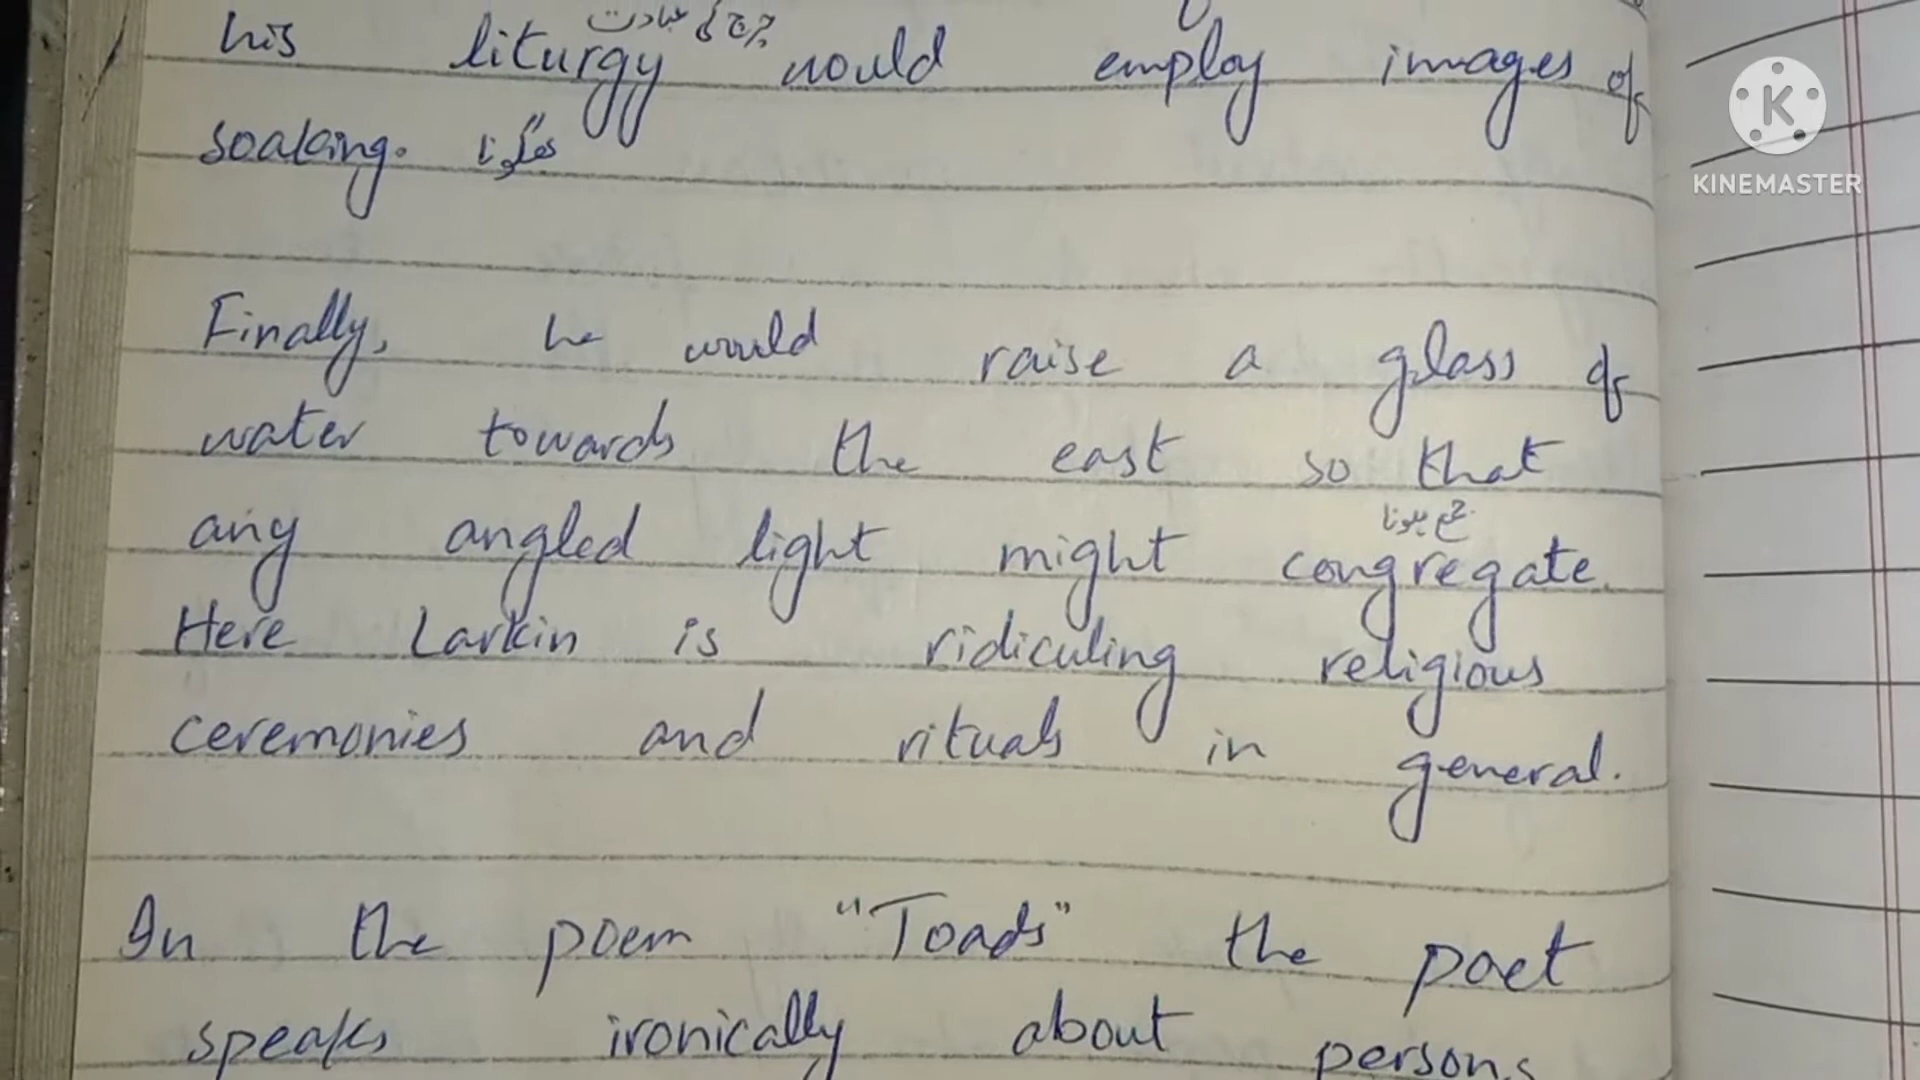 چرچ کی عبادت
his liturgy would employ images of
soaking. بھگونا
Finally, he would raise a glass of
water towards the east so that
جمع ہونا
any angled light might congregate.
Here Larkin is ridiculing religious
ceremonies and rituals in general.
In the poem "Toads" the poet
speaks ironically about persons
K
KINEMASTER